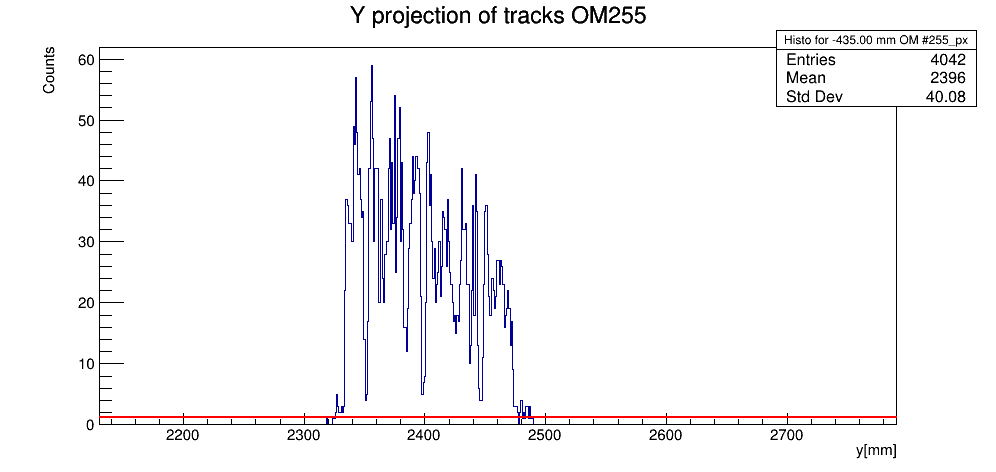 Y projection of tracks OM255
Histo for -435.00 mm OM #255_px
Entries 4042
Mean 2396
Std Dev 40.08
Counts
60
50
40
30
20
10
0
2200 2300 2400 2500 2600 2700
y[mm]